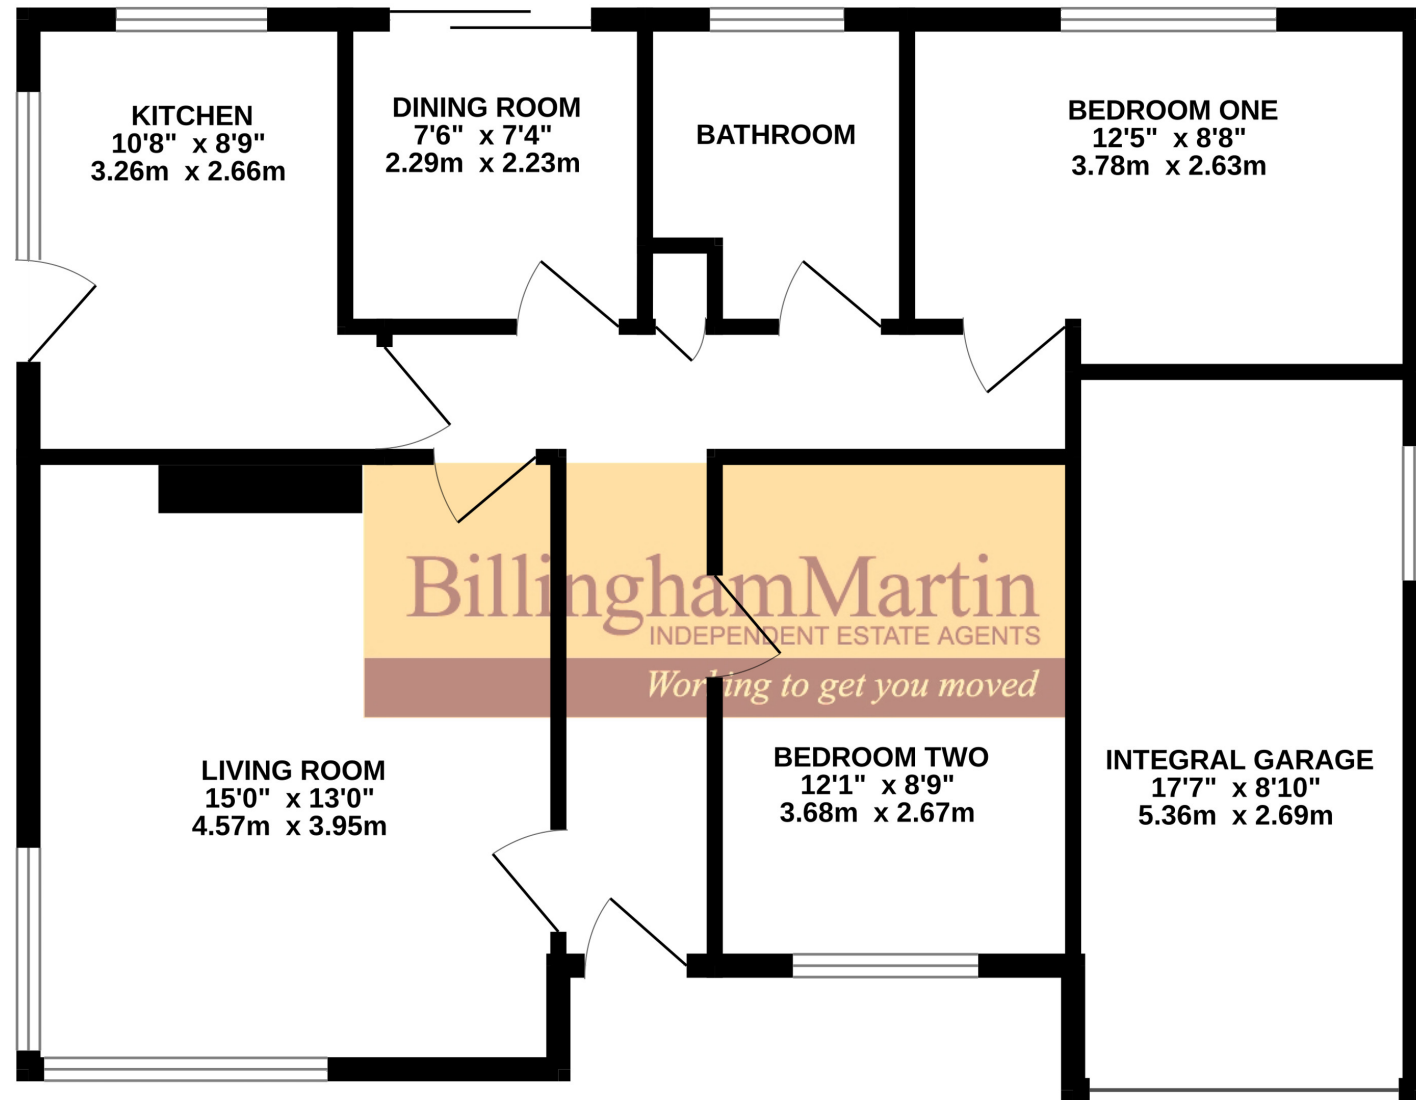 KITCHEN
10'8" x 8'9"
3.26m x 2.66m
DINING ROOM
7'6" x 7'4"
2.29m x 2.23m
BATHROOM
BEDROOM ONE
12'5" x 8'8"
3.78m x 2.63m
BillinghamMartin
INDEPENDENT ESTATE AGENTS
Working to get you moved
LIVING ROOM
15'0" x 13'0"
4.57m x 3.95m
BEDROOM TWO
12'1" x 8'9"
3.68m x 2.67m
INTEGRAL GARAGE
17'7" x 8'10"
5.36m x 2.69m